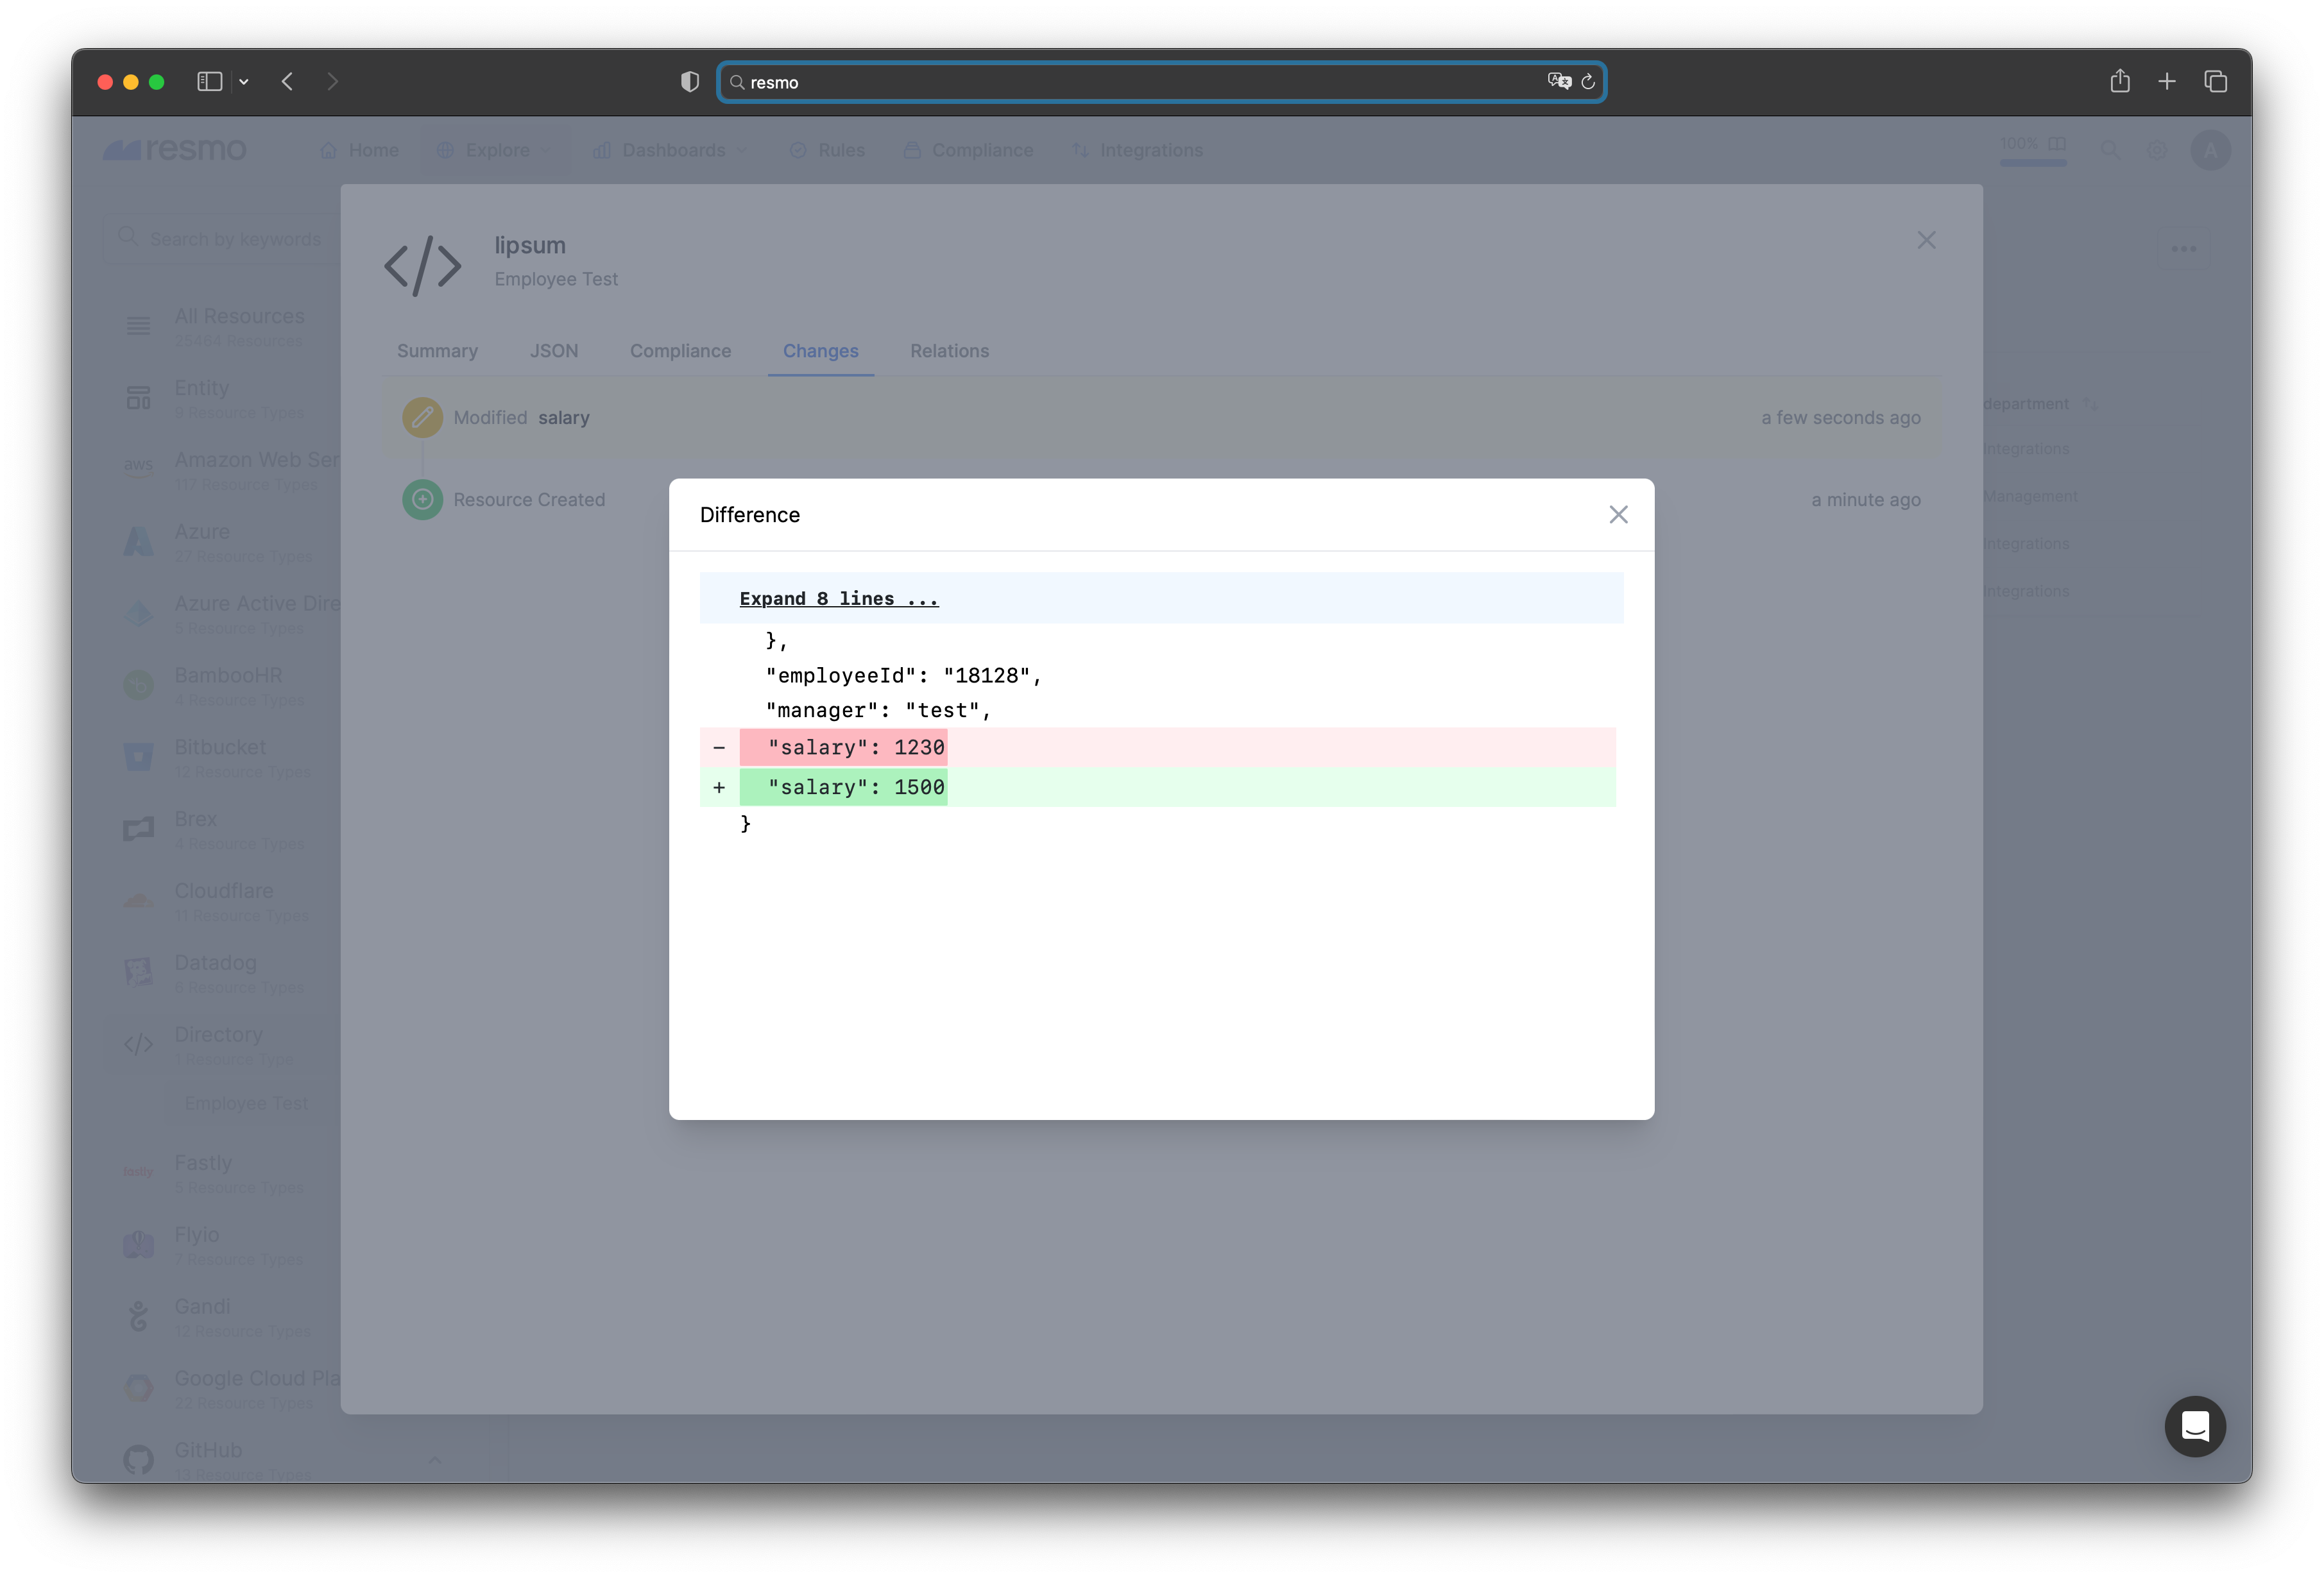 resmo
resmo
Home
Explore
Dashboards
Rules
Compliance
Integrations
100%
A
Search by keywords
All Resources
25464 Resources
Entity
Resource Types
aws
Amazon Web Ser
117 Resource Types
Azure
27 Resource Types
Azure Active Dire
5 Resource Types
BambooHR
4 Resource Types
Bitbucket
12 Resource Types
Brex
4 Resource Types
Cloudflare
11 Resource Types
Datadog
Resource Types
Directory
1 Resource Type
Employee Test
fastly
Fastly
5 Resource Types
Flyio
7 Resource Types
Gandi
12 Resource Types
Google Cloud Pla
22 Resource Types
GitHub
13 Resource Types
lipsum
Employee Test
Summary
JSON
Compliance
Changes
Relations
Modified salary
a few seconds ago
Resource Created
a minute ago
Difference
Expand 8 lines ...
},
"employeeId": "18128",
"manager": "test",
- "salary": 1230
+ "salary": 1500
}
department
Integrations
Management
Integrations
Integrations